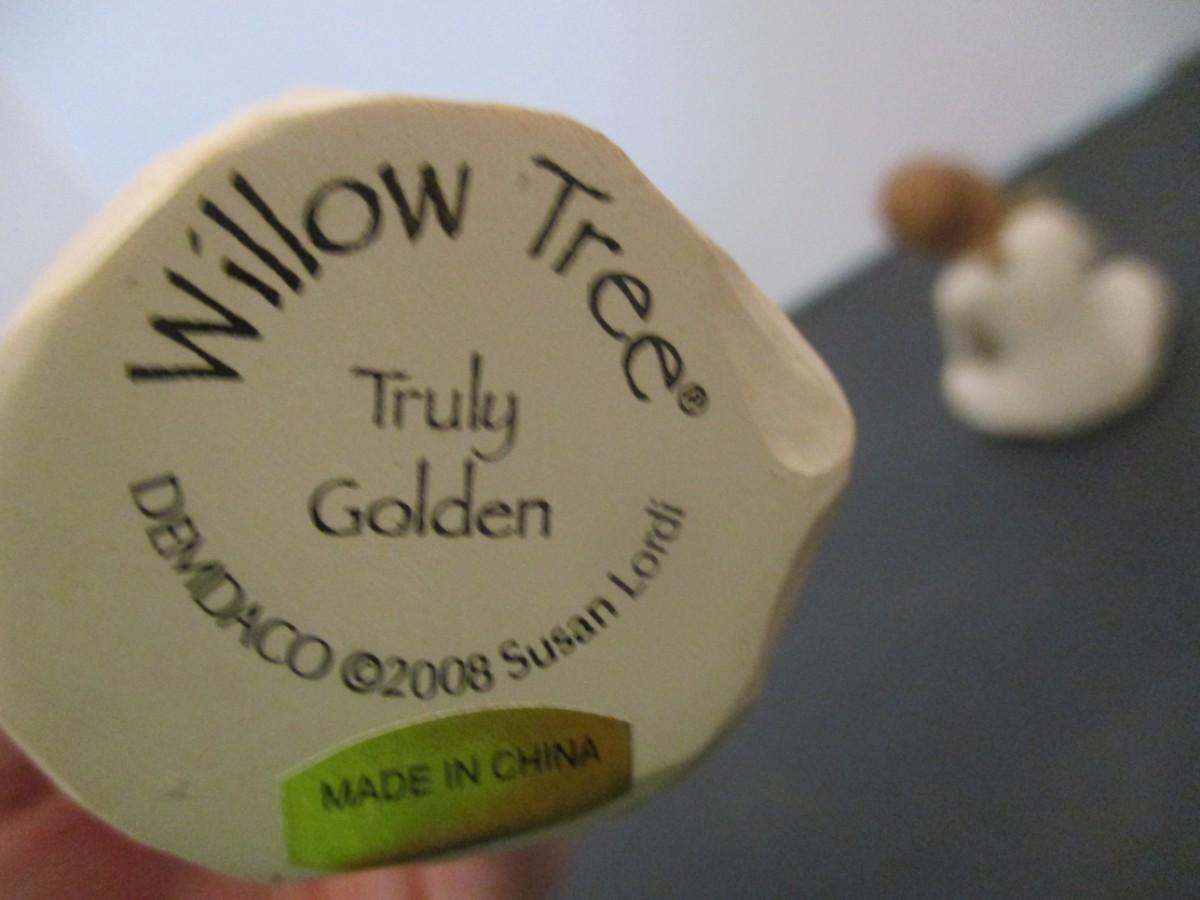 Willow Tree®
Truly
Golden
DEMDACO ©2008 Susan Lordi
MADE IN CHINA